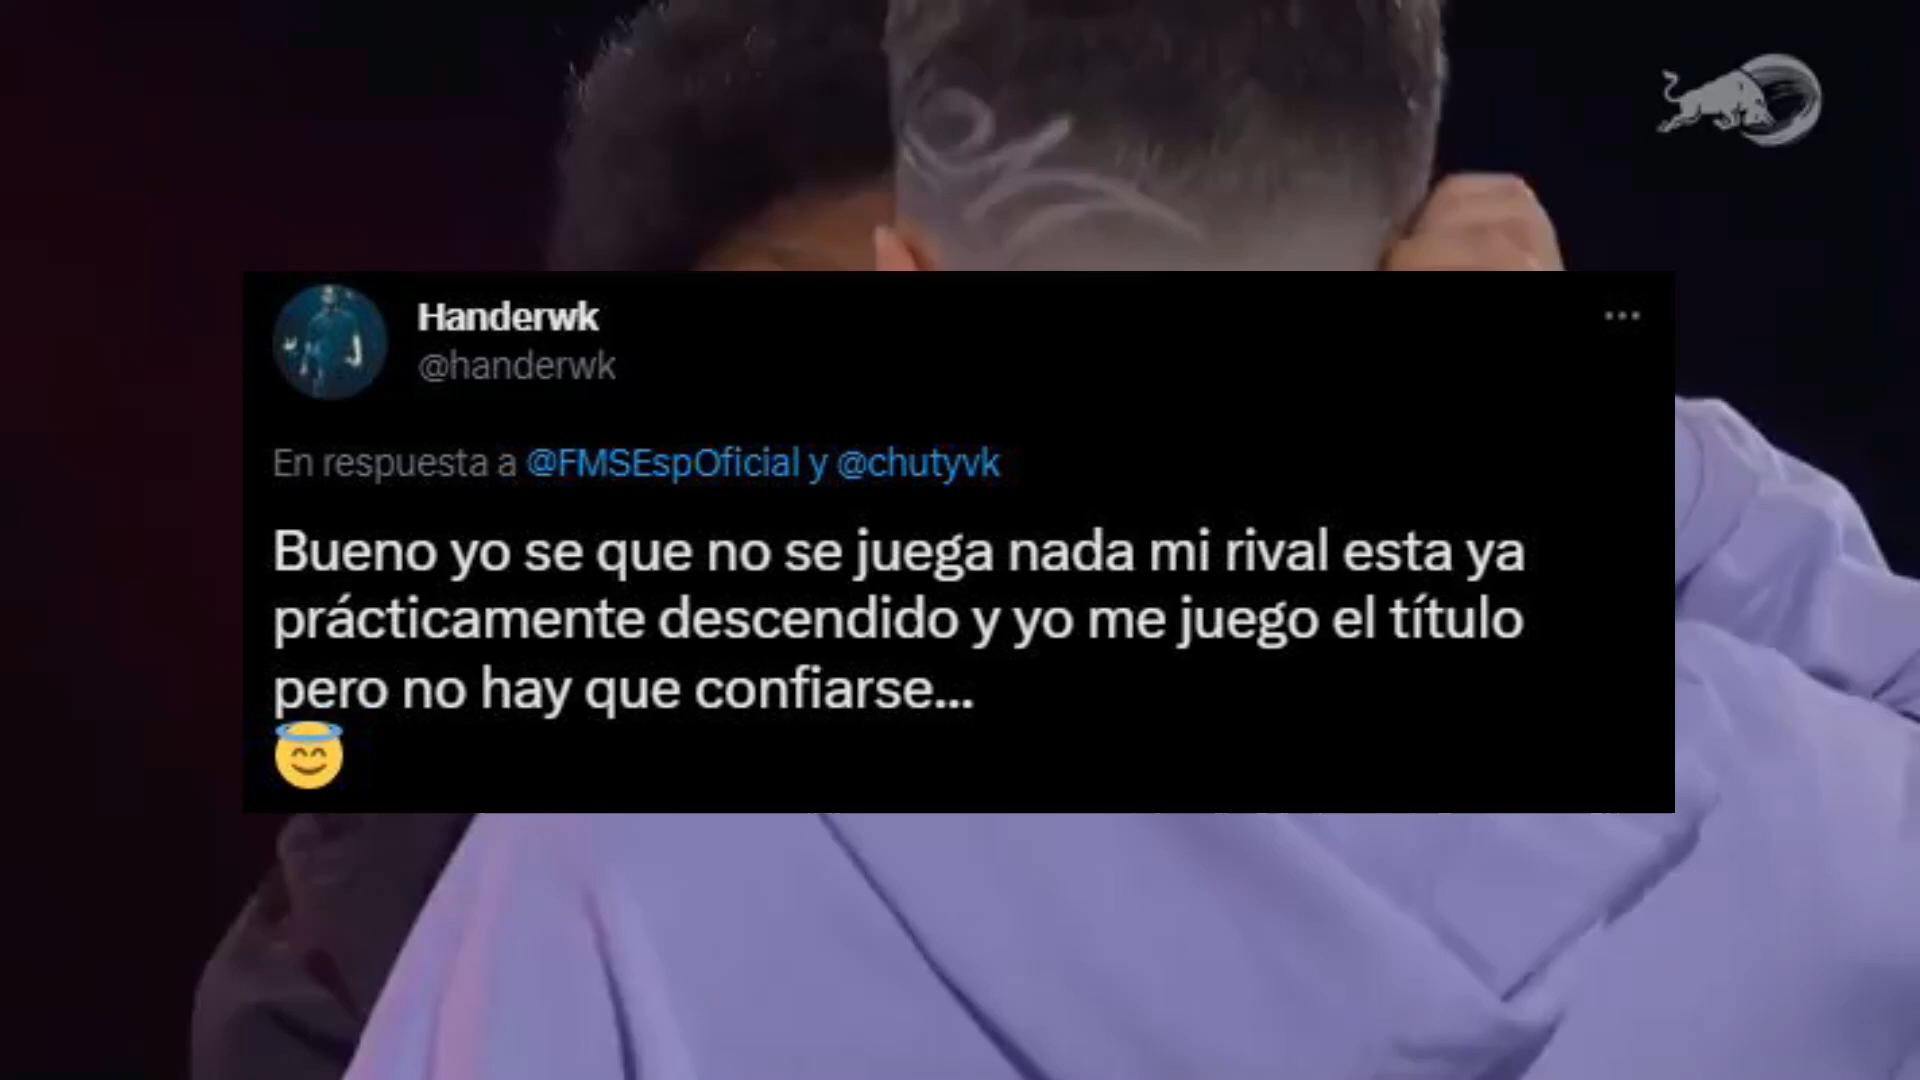 Handerwk
@handerwk
En respuesta a @FMSEspOficial y @chutyvk
Bueno yo se que no se juega nada mi rival esta ya
prácticamente descendido y yo me juego el título
pero no hay que confiarse...